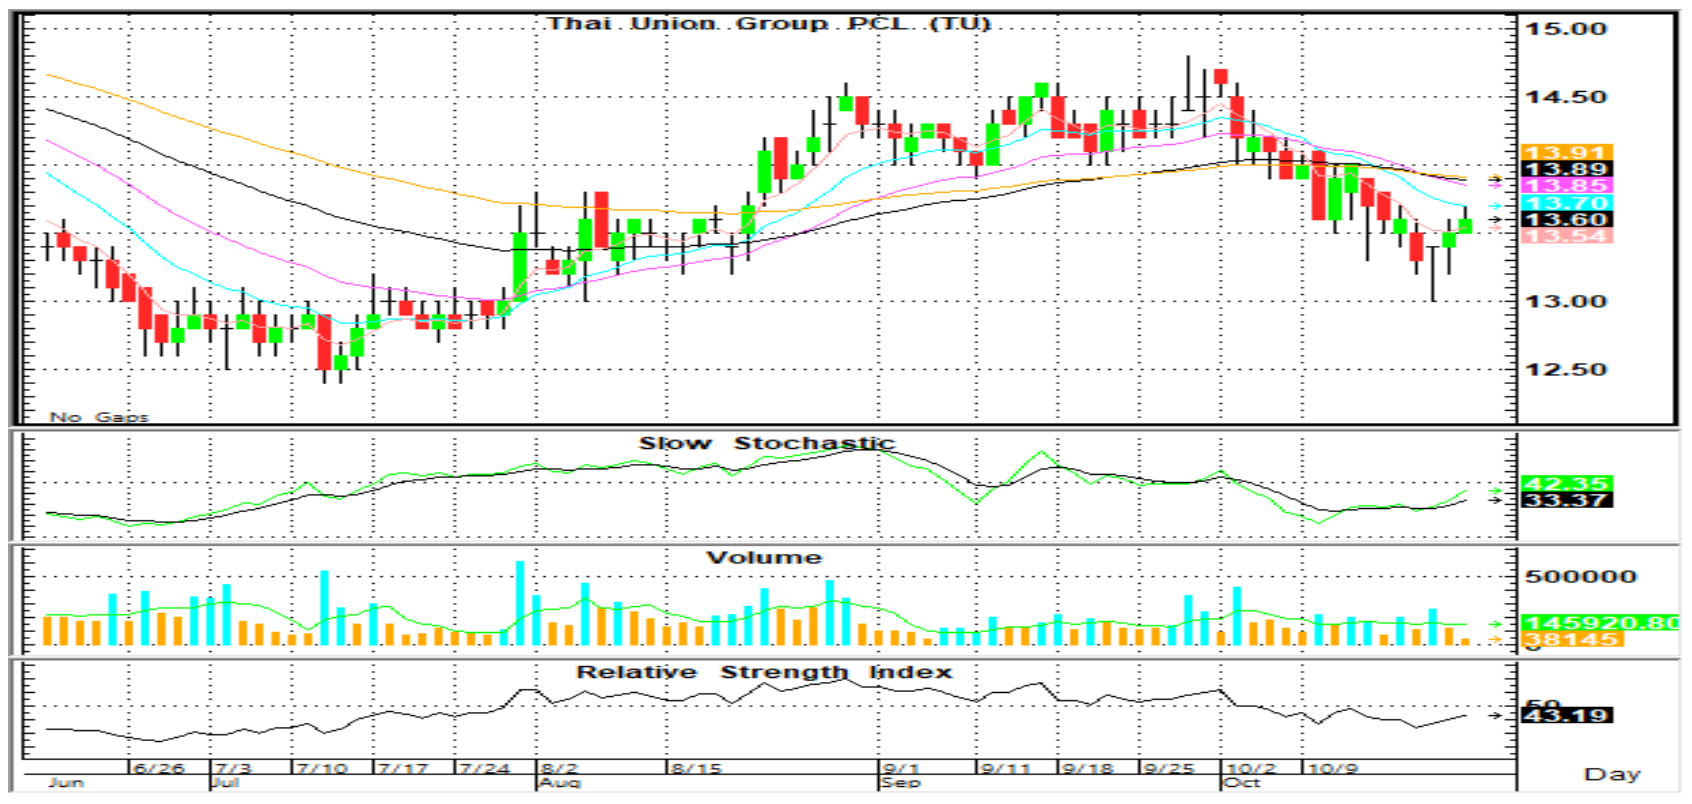 Thai Union Group PCL (TU)
15.00
14.50
13.91
13.89
13.85
13.70
13.60
13.54
13.00
12.50
No Gaps
Slow Stochastic
42.35
33.37
Volume
500000
145920.80
38145
0
Relative Strength Index
50
43.19
6/26 7/3 7/10 7/17 7/24 8/2 8/15 9/1 9/11 9/18 9/25 10/2 10/9
Jun Jul Aug Sep Oct
Day